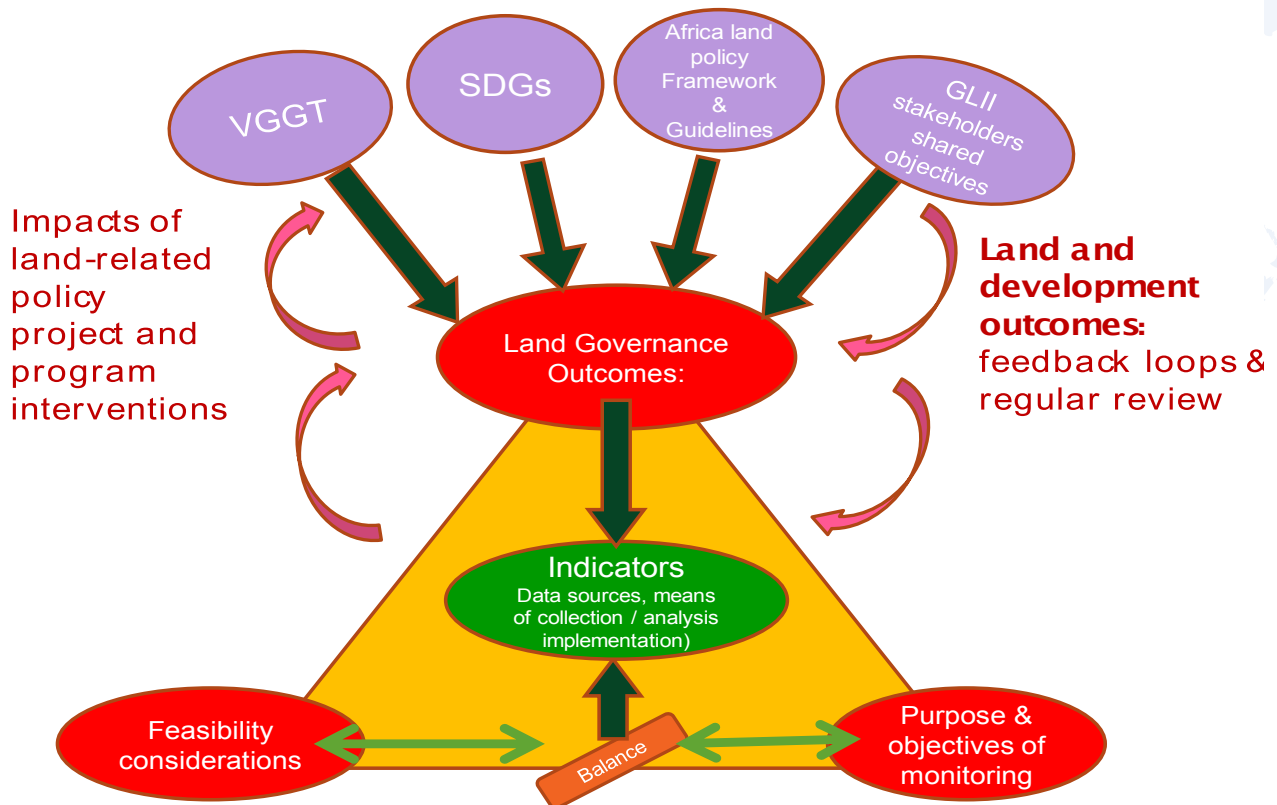 VGGT
SDGs
Africa land
policy
Framework
&
Guidelines
GLII
stakeholders
shared
objectives
Impacts of
land-related
policy
project and
program
interventions
Land and
development
outcomes:
feedback loops &
regular review
Land Governance
Outcomes:
Indicators
Data sources, means
of collection / analysis
implementation)
Feasibility
considerations
Balance
Purpose &
objectives of
monitoring